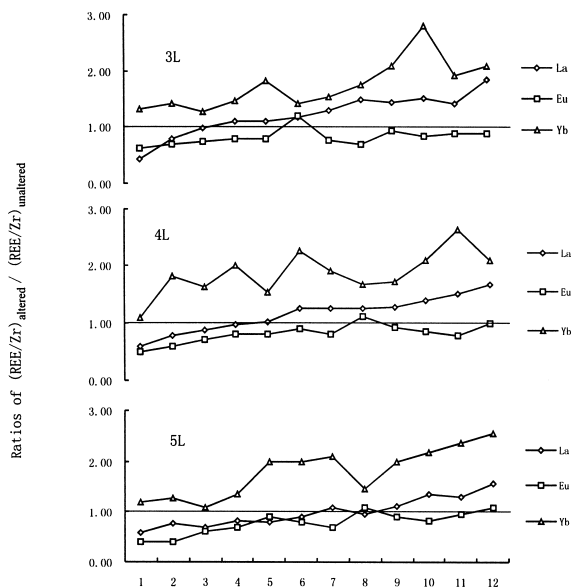 3.00
3L
2.00
1.00
0.00
La
Eu
Yb
3.00
4L
2.00
1.00
0.00
La
Eu
Yb
3.00
5L
2.00
1.00
0.00
La
Eu
Yb
1 2 3 4 5 6 7 8 9 10 11 12
Ratios of (REE/Zr)altered / (REE/Zr)unaltered